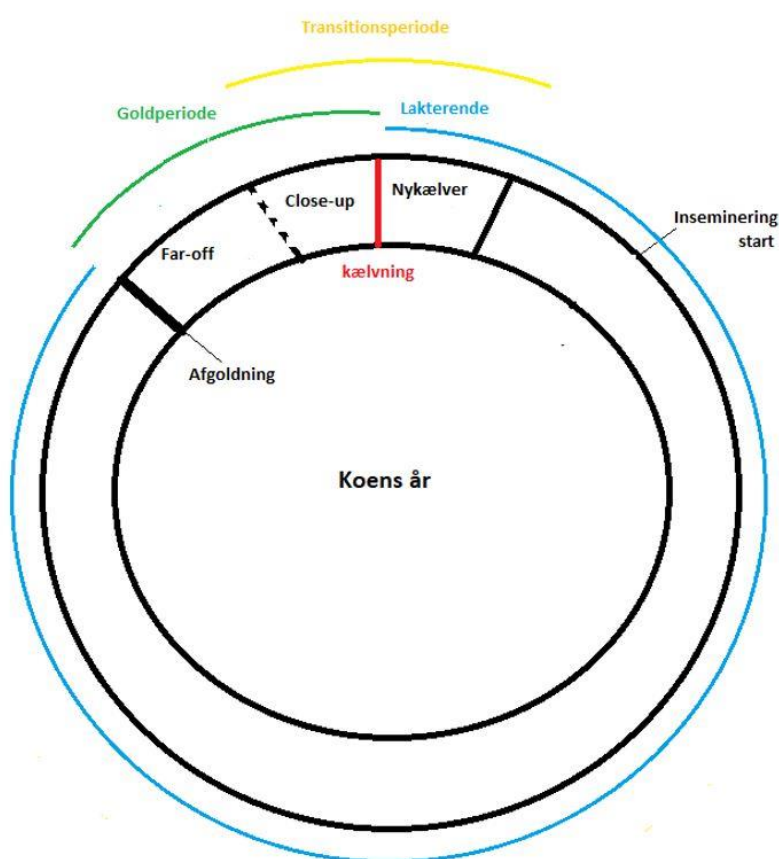 Transitionsperiode
Goldperiode
Lakterende
Close-up
Nykælver
Far-off
Inseminering
start
kælvning
Afgoldning
Koens år